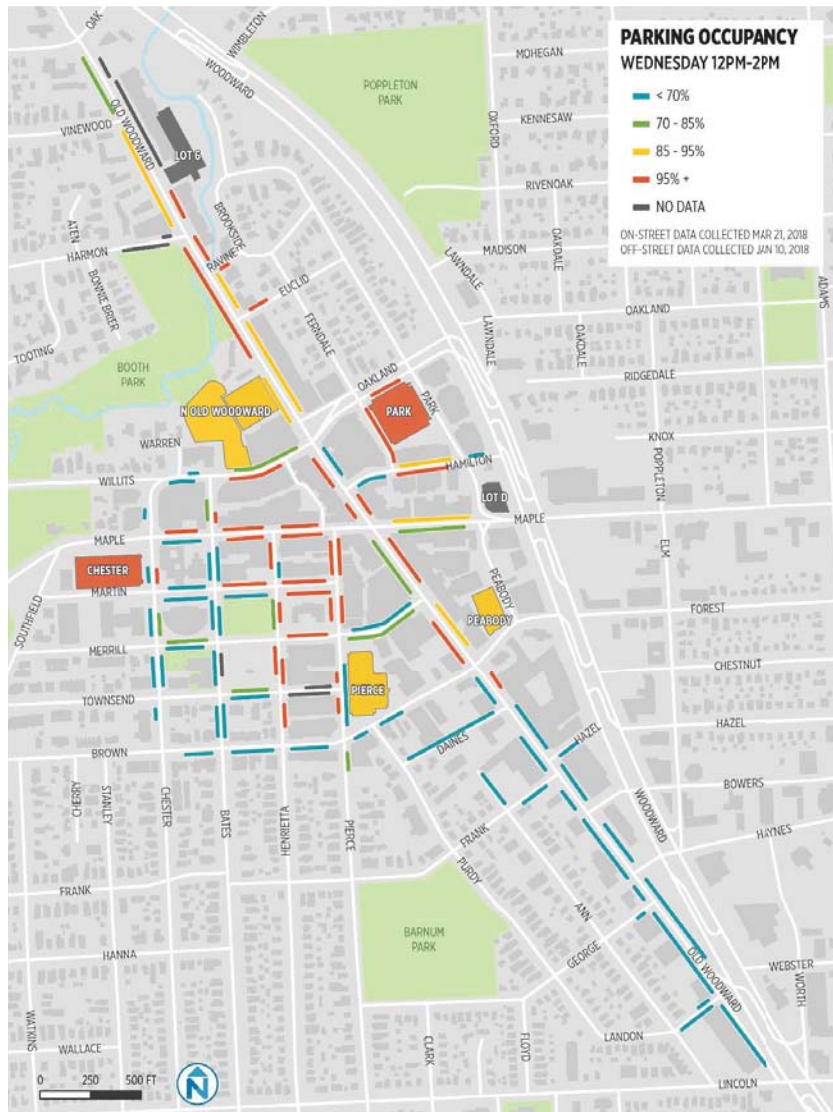 PARKING OCCUPANCY
WEDNESDAY 12PM-2PM
< 70%
70 - 85%
85 - 95%
95% +
NO DATA
ON-STREET DATA COLLECTED MAR 21, 2018
OFF-STREET DATA COLLECTED JAN 10, 2018
OAK
WIMBLETON
WOODWARD
MOHEGAN
POPPLETON
PARK
OXFORD
KENNESAW
OLD WOODWARD
VINEWOOD
LOT 6
RIVENOAK
BROOKSIDE
ATEN
HARMON
RAVINE
MADISON
OAKDALE
LAWNDALE
EUCLID
BONNIE BRIER
ADAMS
OAKLAND
LAWNDALE
FERNDALE
OAKDALE
TOOTING
BOOTH
PARK
OAKLAND
RIDGEDALE
PARK
N OLD WOODWARD
PARK
WARREN
KNOX
HAMILTON
POPPLETON
WILLITS
LOT D
MAPLE
MAPLE
ELM
CHESTER
MARTIN
PEABODY
SOUTHFIELD
FOREST
PEABODY
MERRILL
CHESTNUT
PIERCE
TOWNSEND
HAZEL
HAZEL
BROWN
DAINES
BOWERS
CHERRY
STANLEY
CHESTER
BATES
HENRIETTA
PIERCE
WOODWARD
HAYNES
FRANK
PURDY
FRANK
ANN
BARNUM
PARK
HANNA
GEORGE
OLD WOODWARD
WEBSTER
WORTH
WATKINS
WALLACE
CLARK
FLOYD
LANDON
LINCOLN
0 250 500 FT
N